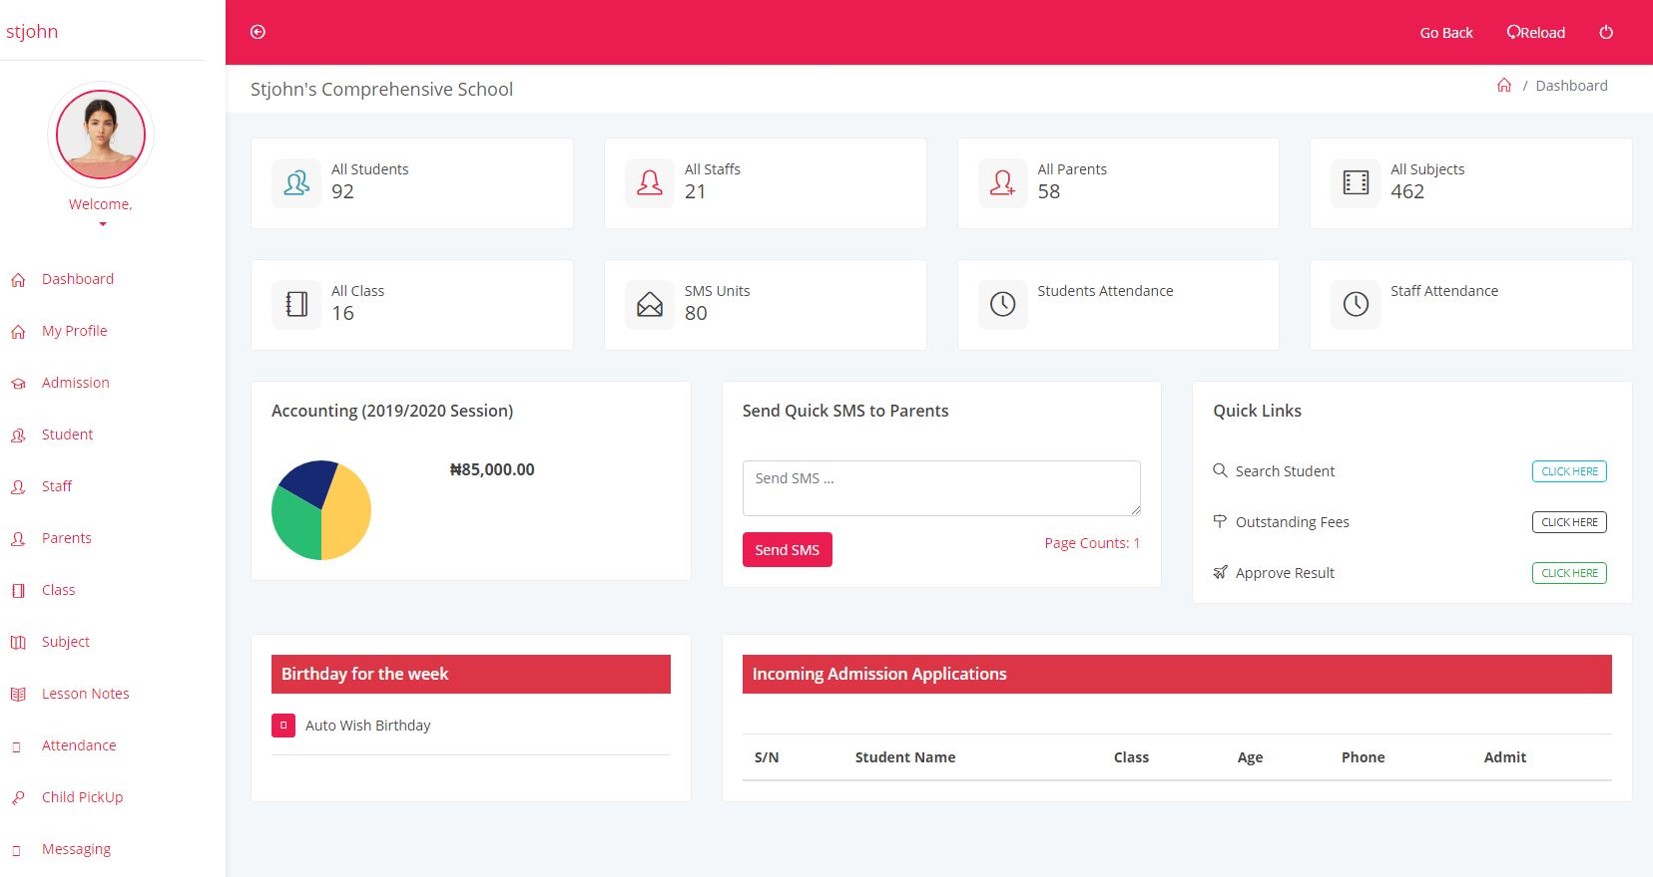 stjohn
Go Back
Reload
Stjohn's Comprehensive School
/ Dashboard
Welcome,
Dashboard
My Profile
Admission
Student
Staff
Parents
Class
Subject
Lesson Notes
Attendance
Child PickUp
Messaging
All Students
92
All Staffs
21
All Parents
58
All Subjects
462
All Class
16
SMS Units
80
Students Attendance
Staff Attendance
Accounting (2019/2020 Session)
₦85,000.00
Send Quick SMS to Parents
Send SMS ...
Send SMS
Page Counts: 1
Quick Links
Search Student CLICK HERE
Outstanding Fees CLICK HERE
Approve Result CLICK HERE
Birthday for the week
Auto Wish Birthday
Incoming Admission Applications
S/N Student Name Class Age Phone Admit